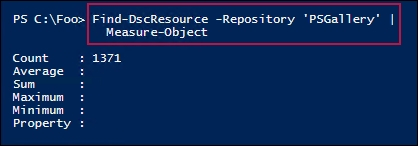 PS C:\Foo> Find-DscResource -Repository 'PSGallery' |
Measure-Object
Count    : 1371
Average  :
Sum      :
Maximum  :
Minimum  :
Property :